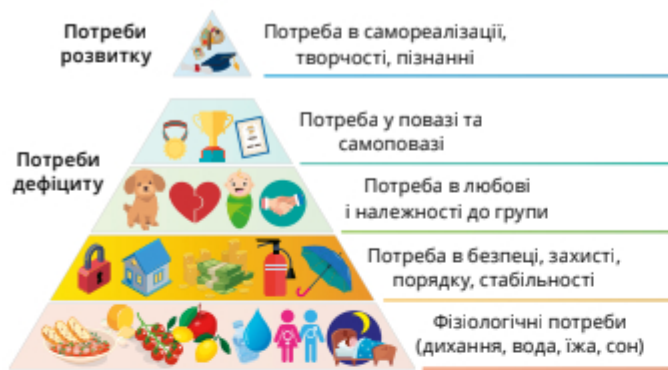 Потреби
розвитку
Потреба в самореалізації,
творчості, пізнанні
Потреби
дефіциту
Потреба у повазі та
самоповазі
Потреба в любові
і належності до групи
Потреба в безпеці, захисті,
порядку, стабільності
Фізіологічні потреби
(дихання, вода, їжа, сон)